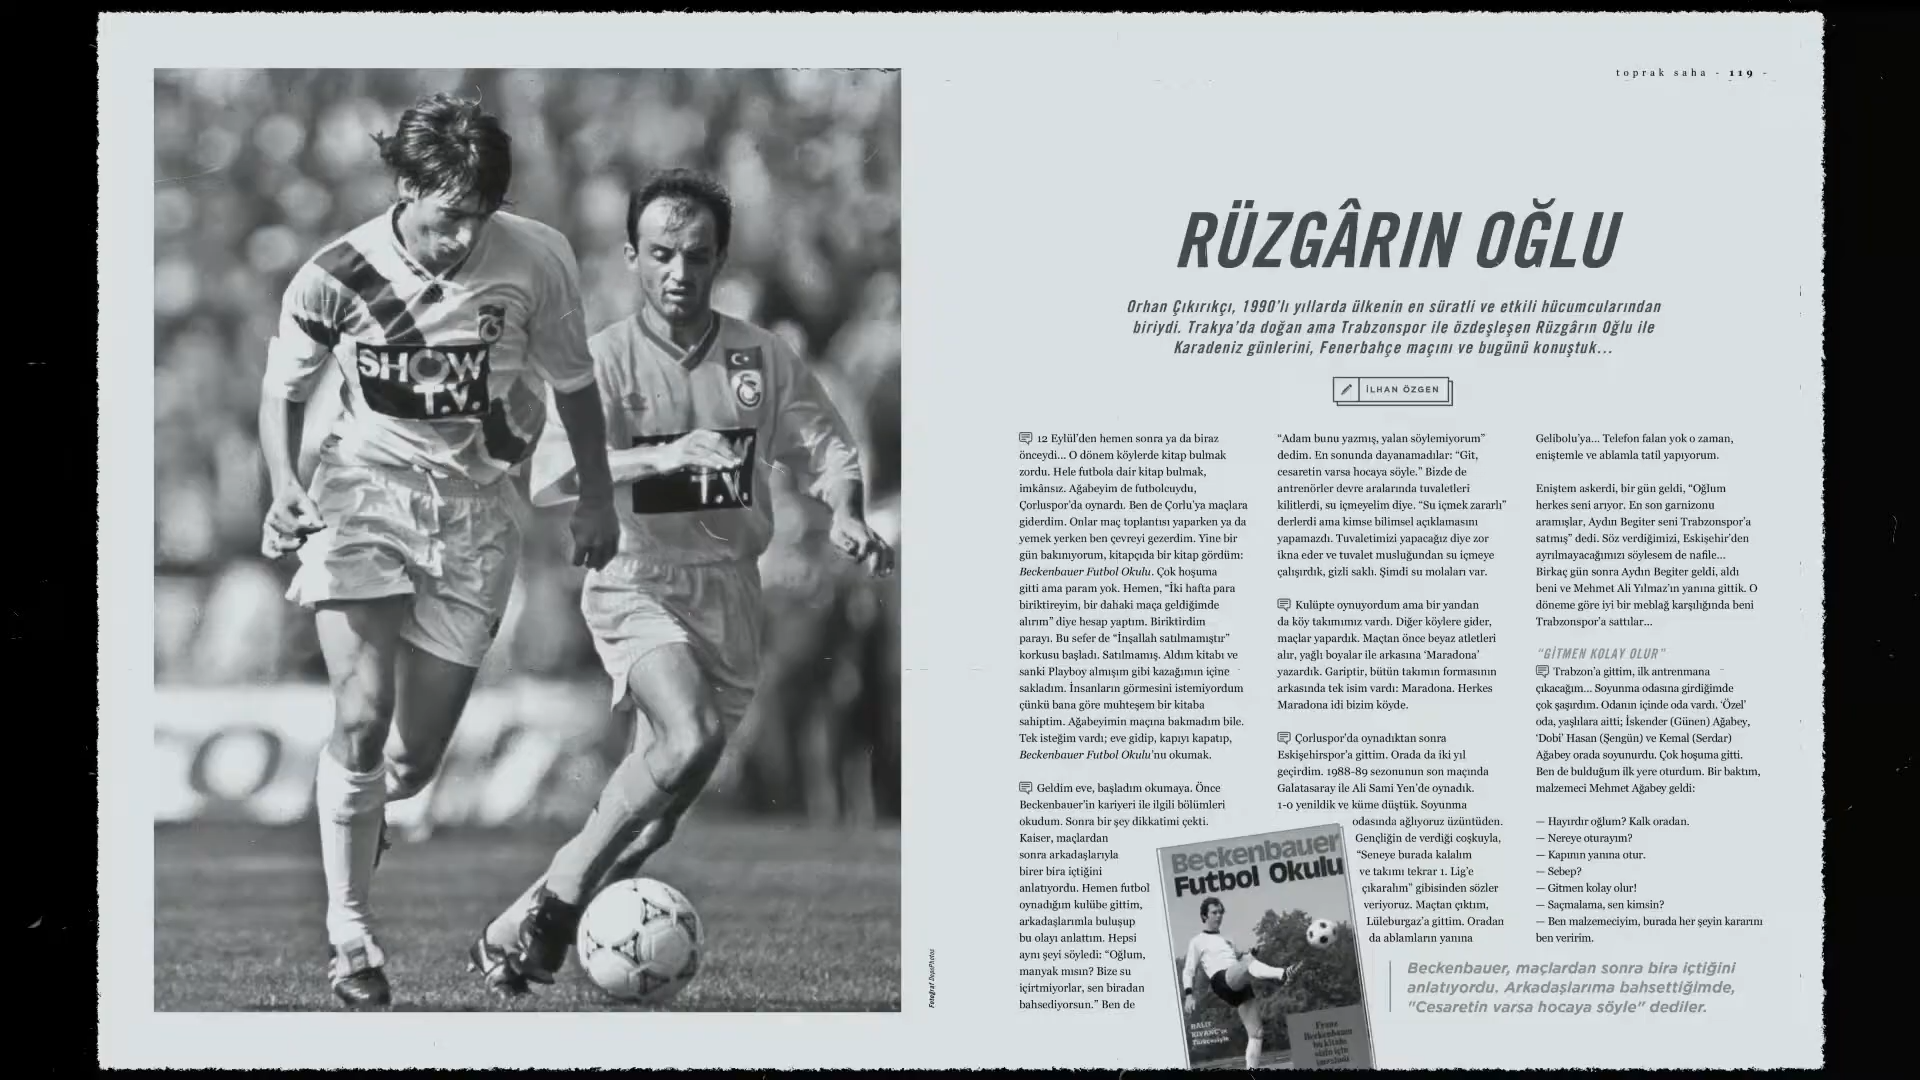 toprak saha - 119 -
SHOW
T.V.
T.V.
RÜZGÂRIN OĞLU
Orhan Çıkırıkçı, 1990'lı yıllarda ülkenin en süratli ve etkili hücumcularından
biriydi. Trakya'da doğan ama Trabzonspor ile özdeşleşen Rüzgârın Oğlu ile
Karadeniz günlerini, Fenerbahçe maçını ve bugünü konuştuk...
İLHAN ÖZGEN
12 Eylül'den hemen sonra ya da biraz
önceydi... O dönem köylerde kitap bulmak
zordu. Hele futbola dair kitap bulmak,
imkânsız. Ağabeyim de futbolcuydu,
Çorluspor'da oynardı. Ben de Çorlu'ya maçlara
giderdim. Onlar maç toplantısı yaparken ya da
yemek yerken ben çevreyi gezerdim. Yine bir
gün bakınıyorum, kitapçıda bir kitap gördüm:
Beckenbauer Futbol Okulu. Çok hoşuma
gitti ama param yok. Hemen, “İki hafta para
biriktireyim, bir dahaki maça geldiğimde
alırım” diye hesap yaptım. Biriktirdim
parayı. Bu sefer de “İnşallah satılmamıştır”
korkusu başladı. Satılmamış. Aldım kitabı ve
sanki Playboy almışım gibi kazağımın içine
sakladım. İnsanların görmesini istemiyordum
çünkü bana göre muhteşem bir kitaba
sahiptim. Ağabeyimin maçına bakmadım bile.
Tek isteğim vardı; eve gidip, kapıyı kapatıp,
Beckenbauer Futbol Okulu'nu okumak.
Geldim eve, başladım okumaya. Önce
Beckenbauer'in kariyeri ile ilgili bölümleri
okudum. Sonra bir şey dikkatimi çekti.
Kaiser, maçlardan
sonra arkadaşlarıyla
birer bira içtiğini
anlatıyordu. Hemen futbol
oynadığım kulübe gittim,
arkadaşlarımla buluşup
bu olayı anlattım. Hepsi
aynı şeyi söyledi: “Oğlum,
manyak mısın? Bize su
içirtmiyorlar, sen biradan
bahsediyorsun.” Ben de
“Adam bunu yazmış, yalan söylemiyorum”
dedim. En sonunda dayanamadılar: “Git,
cesaretin varsa hocaya söyle.” Bizde de
antrenörler devre aralarında tuvaletleri
kilitlerdi, su içmeyelim diye. “Su içmek zararlı”
derlerdi ama kimse bilimsel açıklamasını
yapamazdı. Tuvaletimizi yapacağız diye zor
ikna eder ve tuvalet musluğundan su içmeye
çalışırdık, gizli saklı. Şimdi su molaları var.
Kulüpte oynuyordum ama bir yandan
da köy takımımız vardı. Diğer köylere gider,
maçlar yapardık. Maçtan önce beyaz atletleri
alır, yağlı boyalar ile arkasına ‘Maradona’
yazardık. Gariptir, bütün takımın formasının
arkasında tek isim vardı: Maradona. Herkes
Maradona idi bizim köyde.
Çorluspor'da oynadıktan sonra
Eskişehirspor'a gittim. Orada da iki yıl
geçirdim. 1988-89 sezonunun son maçında
Galatasaray ile Ali Sami Yen'de oynadık.
1-0 yenildik ve küme düştük. Soyunma
odasında ağlıyoruz üzüntüden.
Gençliğin de verdiği coşkuyla,
“Seneye burada kalalım
ve takımı tekrar 1. Lig'e
çıkaralım” gibisinden sözler
veriyoruz. Maçtan çıktım,
Lüleburgaz'a gittim. Oradan
da ablamların yanına
Beckenbauer
Futbol Okulu
HALİT
KIVANÇ'ın
Türkçesiyle
Franz
Beckenbauer
bu kitabı
sizin için
Gelibolu'ya... Telefon falan yok o zaman,
eniştemle ve ablamla tatil yapıyorum.
Eniştem askerdi, bir gün geldi, “Oğlum
herkes seni arıyor. En son garnizonu
aramışlar, Aydın Begiter seni Trabzonspor'a
satmış” dedi. Söz verdiğimizi, Eskişehir'den
ayrılmayacağımızı söylesem de nafile...
Birkaç gün sonra Aydın Begiter geldi, aldı
beni ve Mehmet Ali Yılmaz'ın yanına gittik. O
döneme göre iyi bir meblağ karşılığında beni
Trabzonspor'a sattılar...
“GİTMEN KOLAY OLUR”
Trabzon'a gittim, ilk antrenmana
çıkacağım... Soyunma odasına girdiğimde
çok şaşırdım. Odanın içinde oda vardı. ‘Özel’
oda, yaşlılara aitti; İskender (Günen) Ağabey,
‘Dobi’ Hasan (Şengün) ve Kemal (Serdar)
Ağabey orada soyunurdu. Çok hoşuma gitti.
Ben de bulduğum ilk yere oturdum. Bir baktım,
malzemeci Mehmet Ağabey geldi:
— Hayırdır oğlum? Kalk oradan.
— Nereye oturayım?
— Kapının yanına otur.
— Sebep?
— Gitmen kolay olur!
— Saçmalama, sen kimsin?
— Ben malzemeciyim, burada her şeyin kararını
ben veririm.
Beckenbauer, maçlardan sonra bira içtiğini
anlatıyordu. Arkadaşlarıma bahsettiğimde,
"Cesaretin varsa hocaya söyle" dediler.
Fotoğraf DepoPhotos